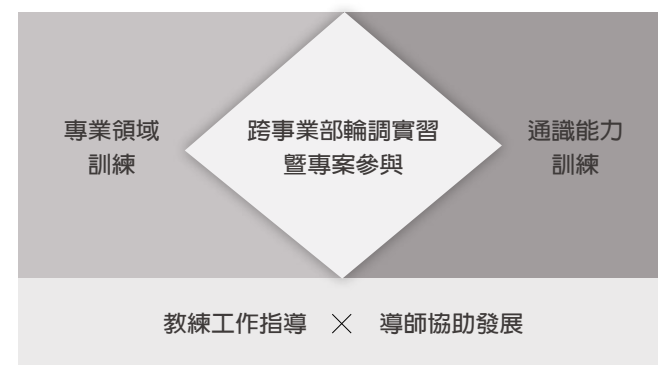 專業領域
訓練
跨事業部輪調實習
暨專案參與
通識能力
訓練
教練工作指導 × 導師協助發展